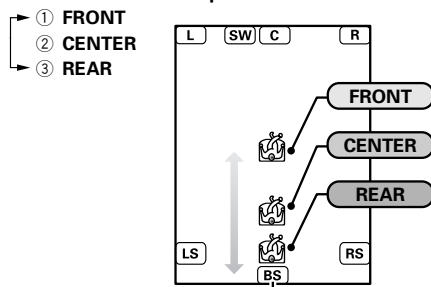 ① FRONT
② CENTER
③ REAR
L SW C R
FRONT
CENTER
REAR
LS RS
BS